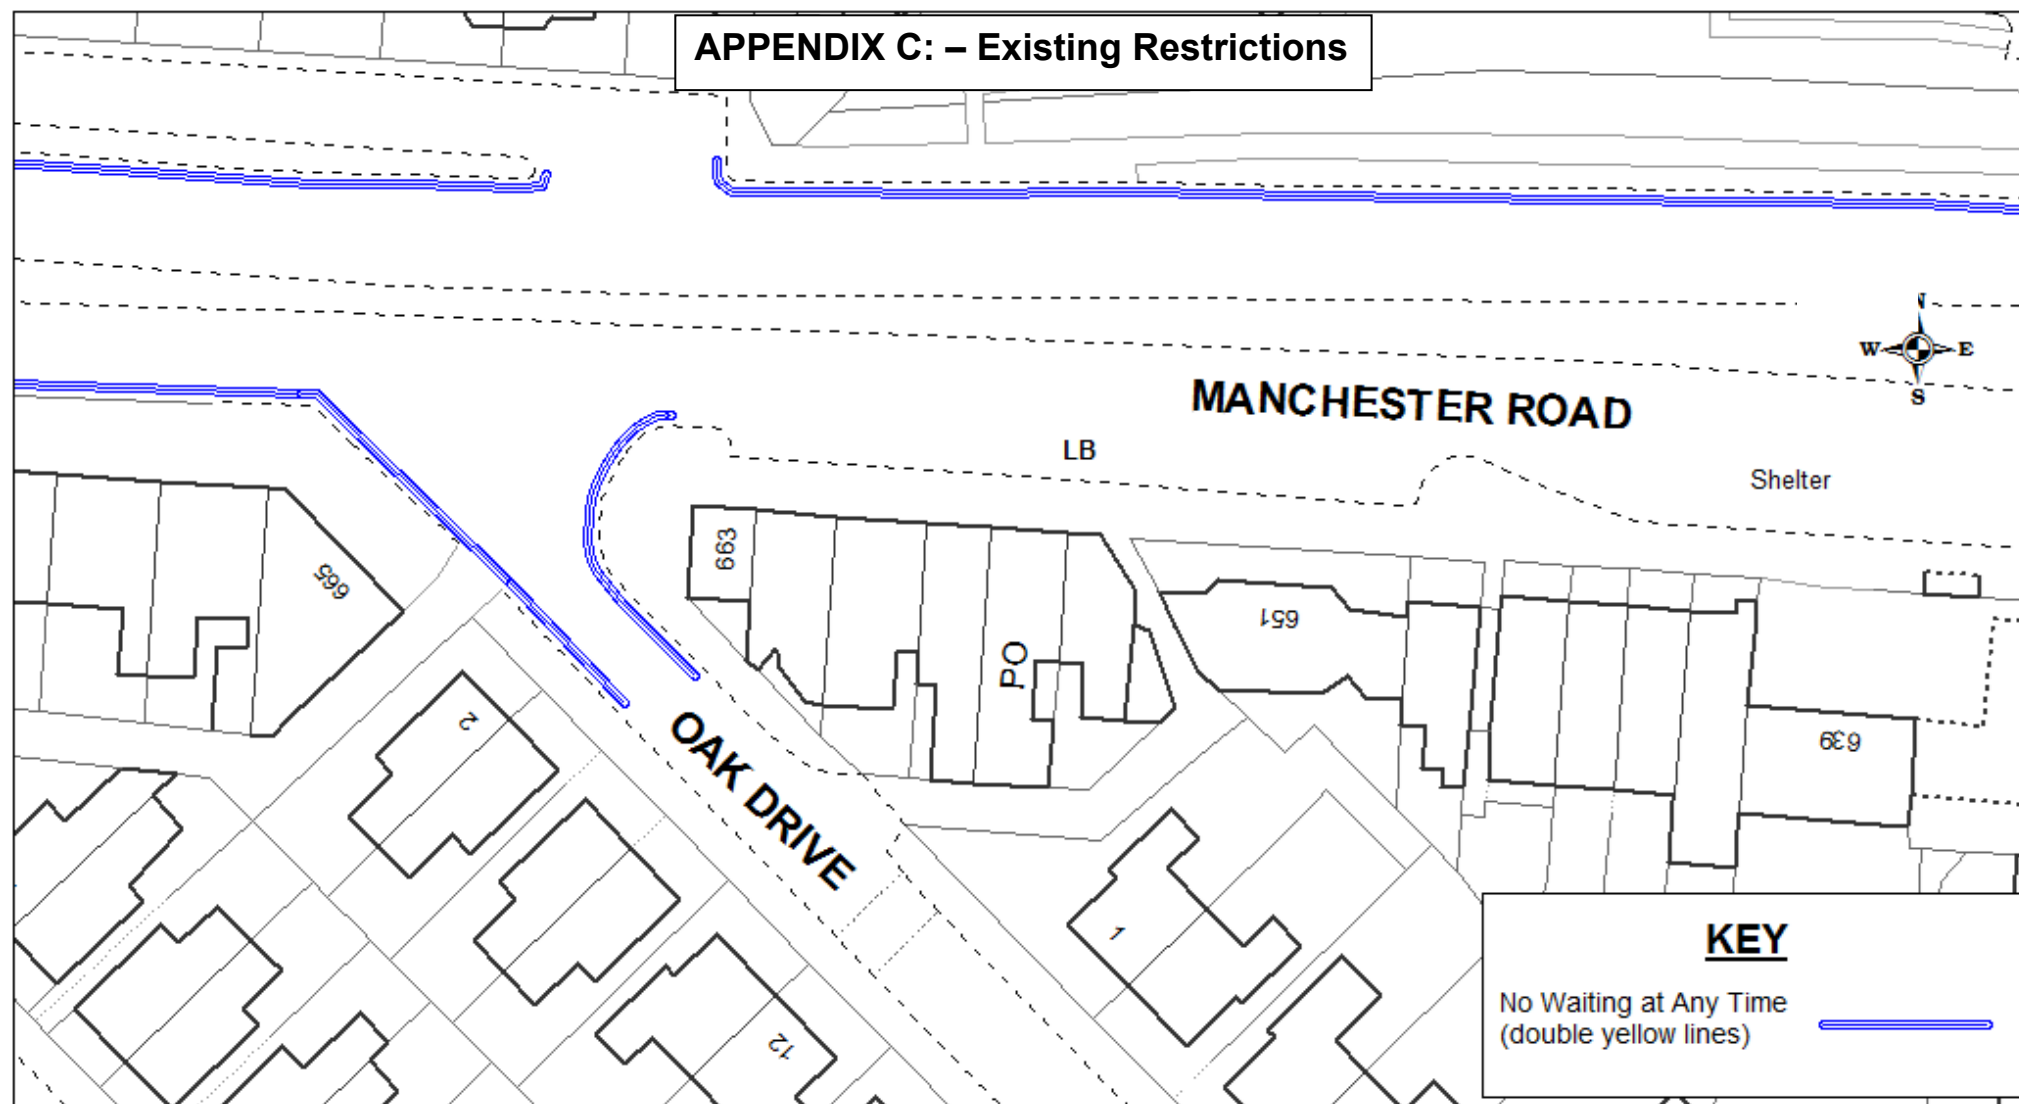 APPENDIX C: – Existing Restrictions
N
W E
S
MANCHESTER ROAD
LB
Shelter
663
665
651
PO
2
639
OAK DRIVE
1
12
KEY
No Waiting at Any Time
(double yellow lines)